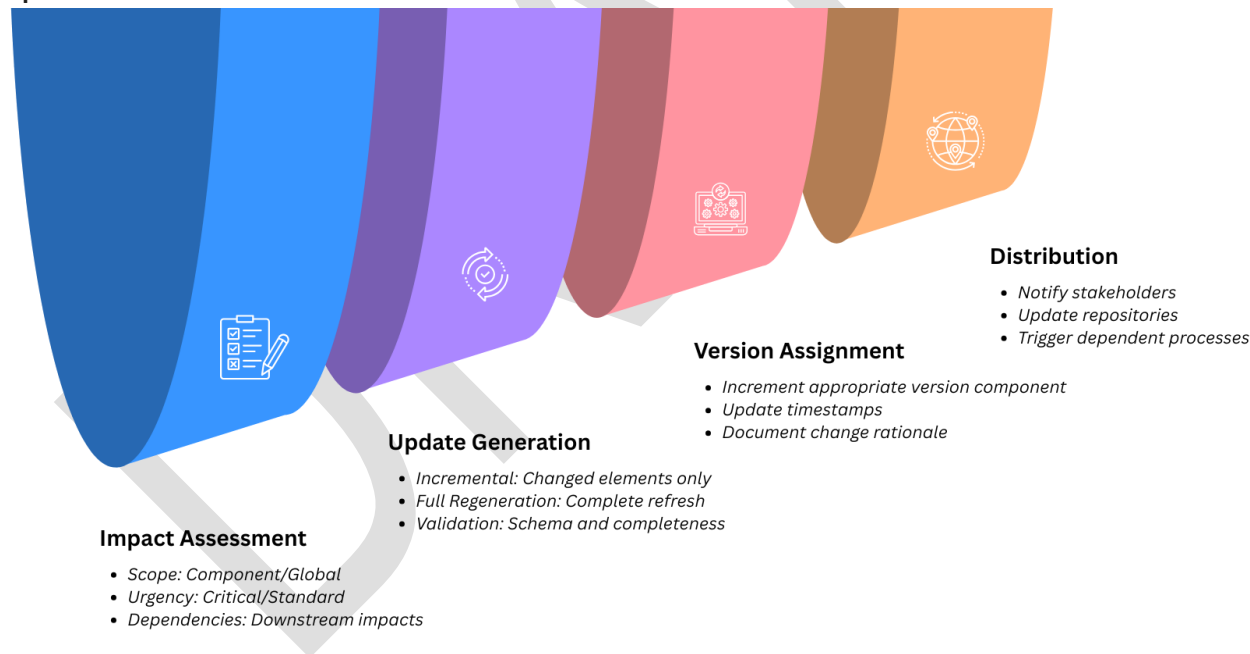 Impact Assessment
Scope: Component/Global
Urgency: Critical/Standard
Dependencies: Downstream impacts
Update Generation
Incremental: Changed elements only
Full Regeneration: Complete refresh
Validation: Schema and completeness
Version Assignment
Increment appropriate version component
Update timestamps
Document change rationale
Distribution
Notify stakeholders
Update repositories
Trigger dependent processes